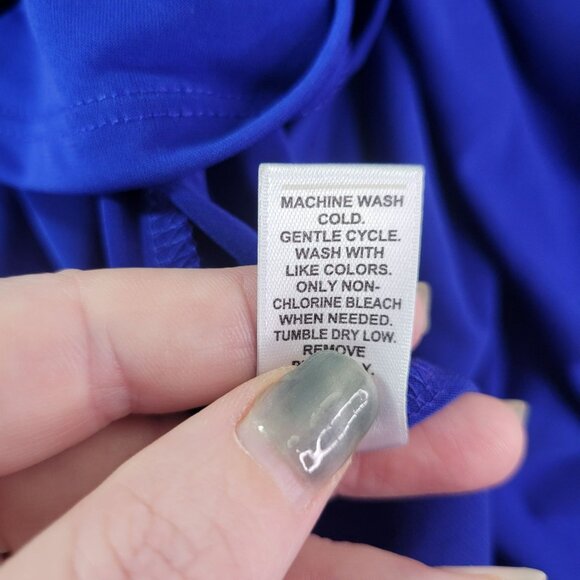 MACHINE WASH
COLD.
GENTLE CYCLE.
WASH WITH
LIKE COLORS.
ONLY NON-
CHLORINE BLEACH
WHEN NEEDED.
TUMBLE DRY LOW.
REMOVE